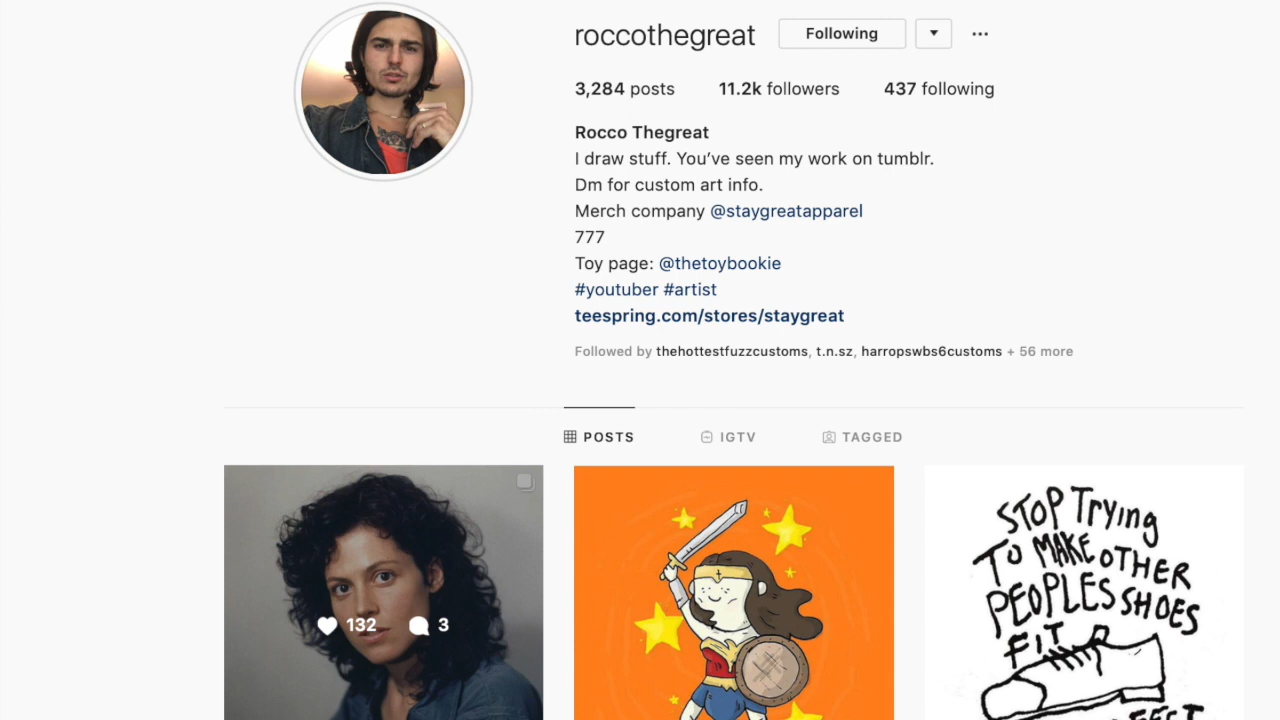 roccothegreat Following ...
3,284 posts 11.2k followers 437 following
Rocco Thegreat
I draw stuff. You’ve seen my work on tumblr.
Dm for custom art info.
Merch company @staygreatapparel
777
Toy page: @thetoybookie
#youtuber #artist
teespring.com/stores/staygreat
Followed by thehottestfuzzcustoms, t.n.sz, harropswbs6customs + 56 more
POSTS IGTV TAGGED
132 3
STOP TryIng
To MAKE OTHER
PEOPLES SHOES
FIT